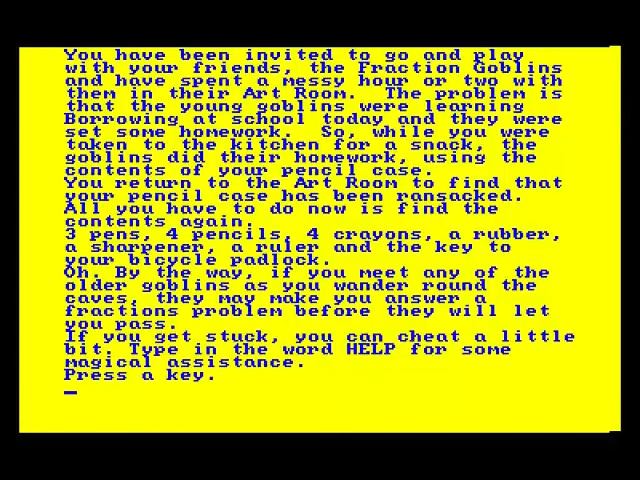 You have been invited to go and play
with your friends, the Fraction Goblins
and have spent a messy hour or two with
them in their Art Room.  The problem is
that the young goblins were learning
Borrowing at school today and they were
set some homework.  So, while you were
taken to the kitchen for a snack, the
goblins did their homework, using the
contents of your pencil case.
You return to the Art Room to find that
your pencil case has been ransacked.
All you have to do now is find the
contents again.
3 pens, 4 pencils, 4 crayons, a rubber,
a sharpener, a ruler and the key to
your bicycle padlock.
Oh. By the way, if you meet any of the
older goblins as you wander round the
caves, they may make you answer a
fractions problem before they will let
you pass.
If you get stuck, you can cheat a little
bit. Type in the word HELP for some
magical assistance.
Press a key.